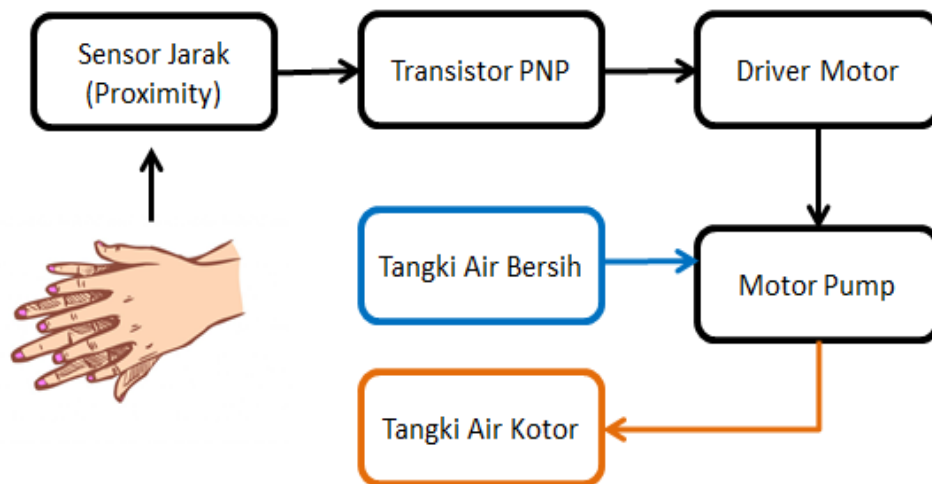 Sensor Jarak
(Proximity)
Transistor PNP
Driver Motor
Tangki Air Bersih
Motor Pump
Tangki Air Kotor